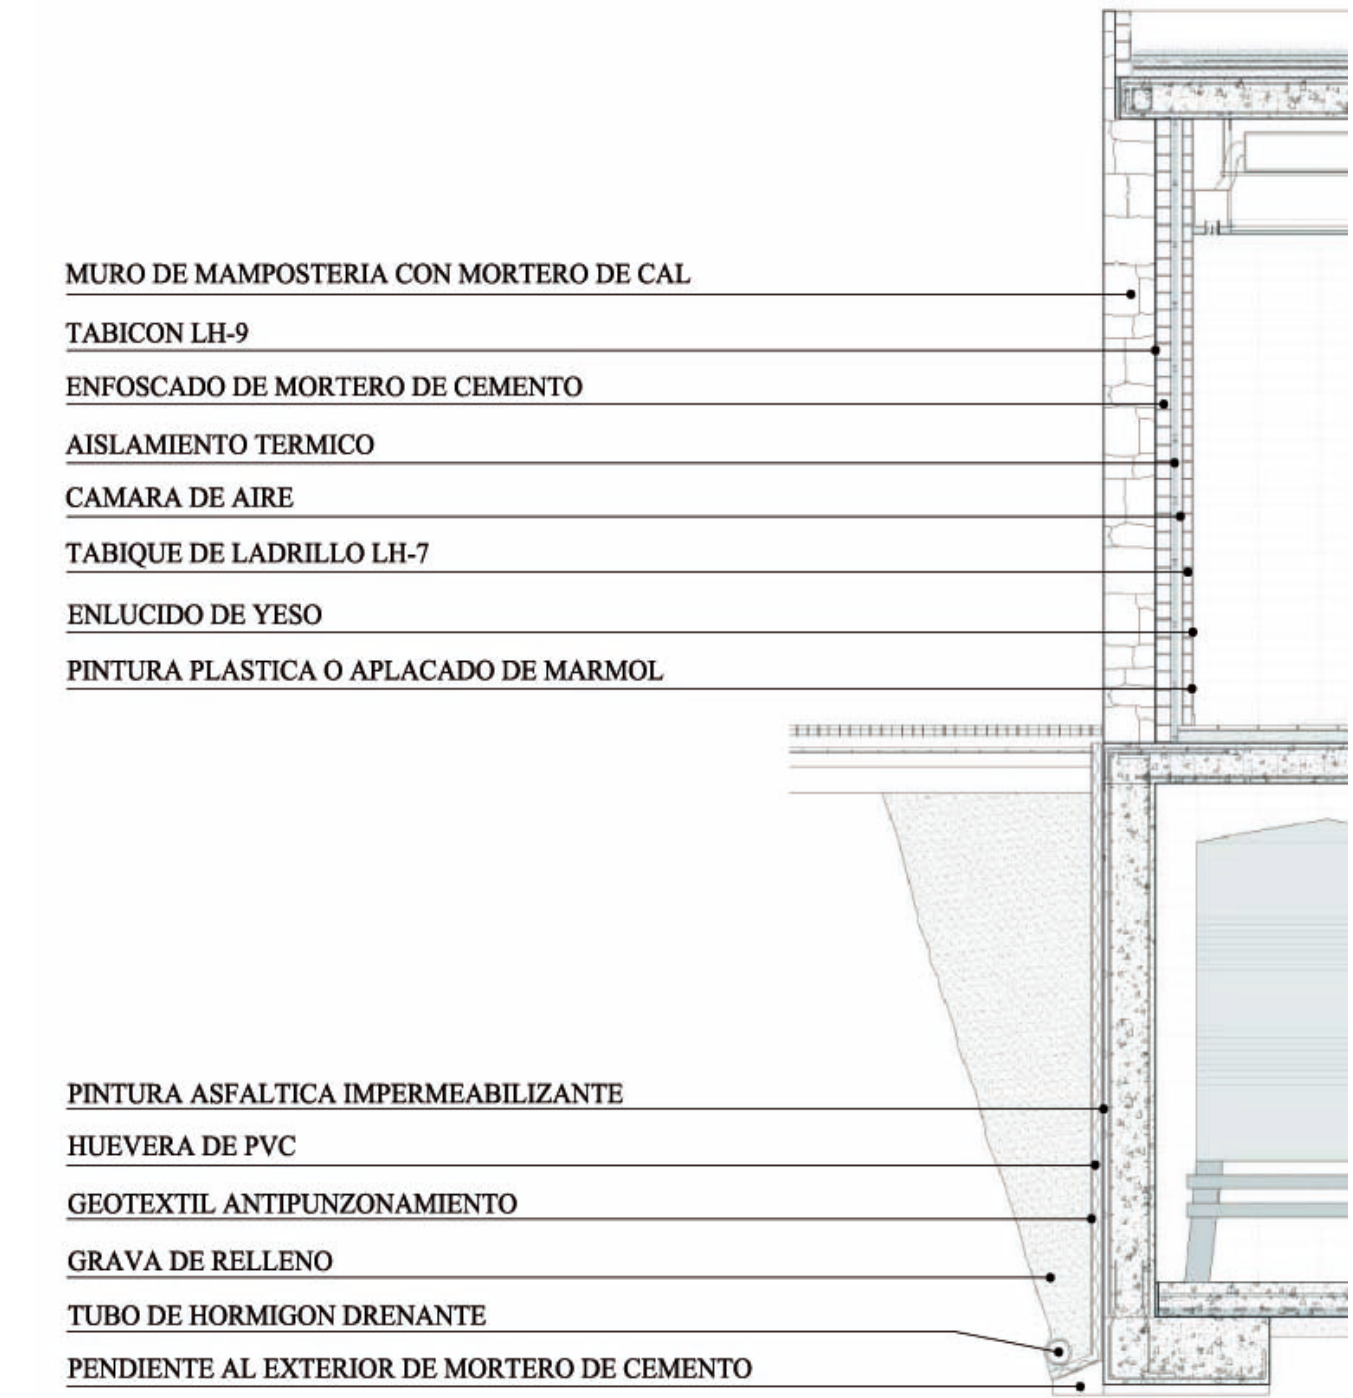 MURO DE MAMPOSTERIA CON MORTERO DE CAL
TABICON LH-9
ENFOSCADO DE MORTERO DE CEMENTO
AISLAMIENTO TERMICO
CAMARA DE AIRE
TABIQUE DE LADRILLO LH-7
ENLUCIDO DE YESO
PINTURA PLASTICA O APLACADO DE MARMOL
PINTURA ASFALTICA IMPERMEABILIZANTE
HUEVERA DE PVC
GEOTEXTIL ANTIPUNZONAMIENTO
GRAVA DE RELLENO
TUBO DE HORMIGON DRENANTE
PENDIENTE AL EXTERIOR DE MORTERO DE CEMENTO